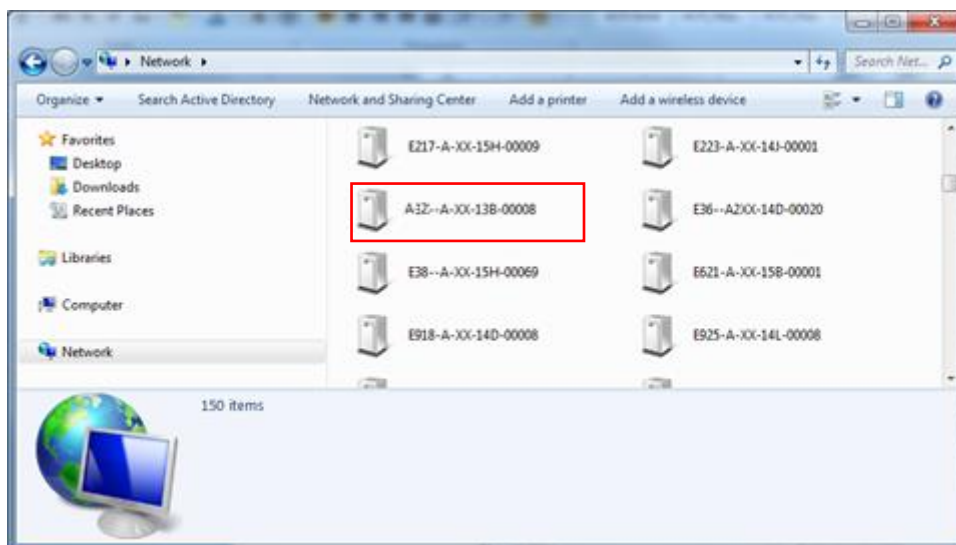 Network
Search Net...
Organize
Search Active Directory
Network and Sharing Center
Add a printer
Add a wireless device
Favorites
Desktop
Downloads
Recent Places
Libraries
Computer
Network
E217-A-XX-15H-00009
E223-A-XX-14J-00001
A32--A-XX-13B-00008
E36--A2XX-14D-00020
E38--A-XX-15H-00069
E621-A-XX-15B-00001
E918-A-XX-14D-00008
E925-A-XX-14L-00008
150 items